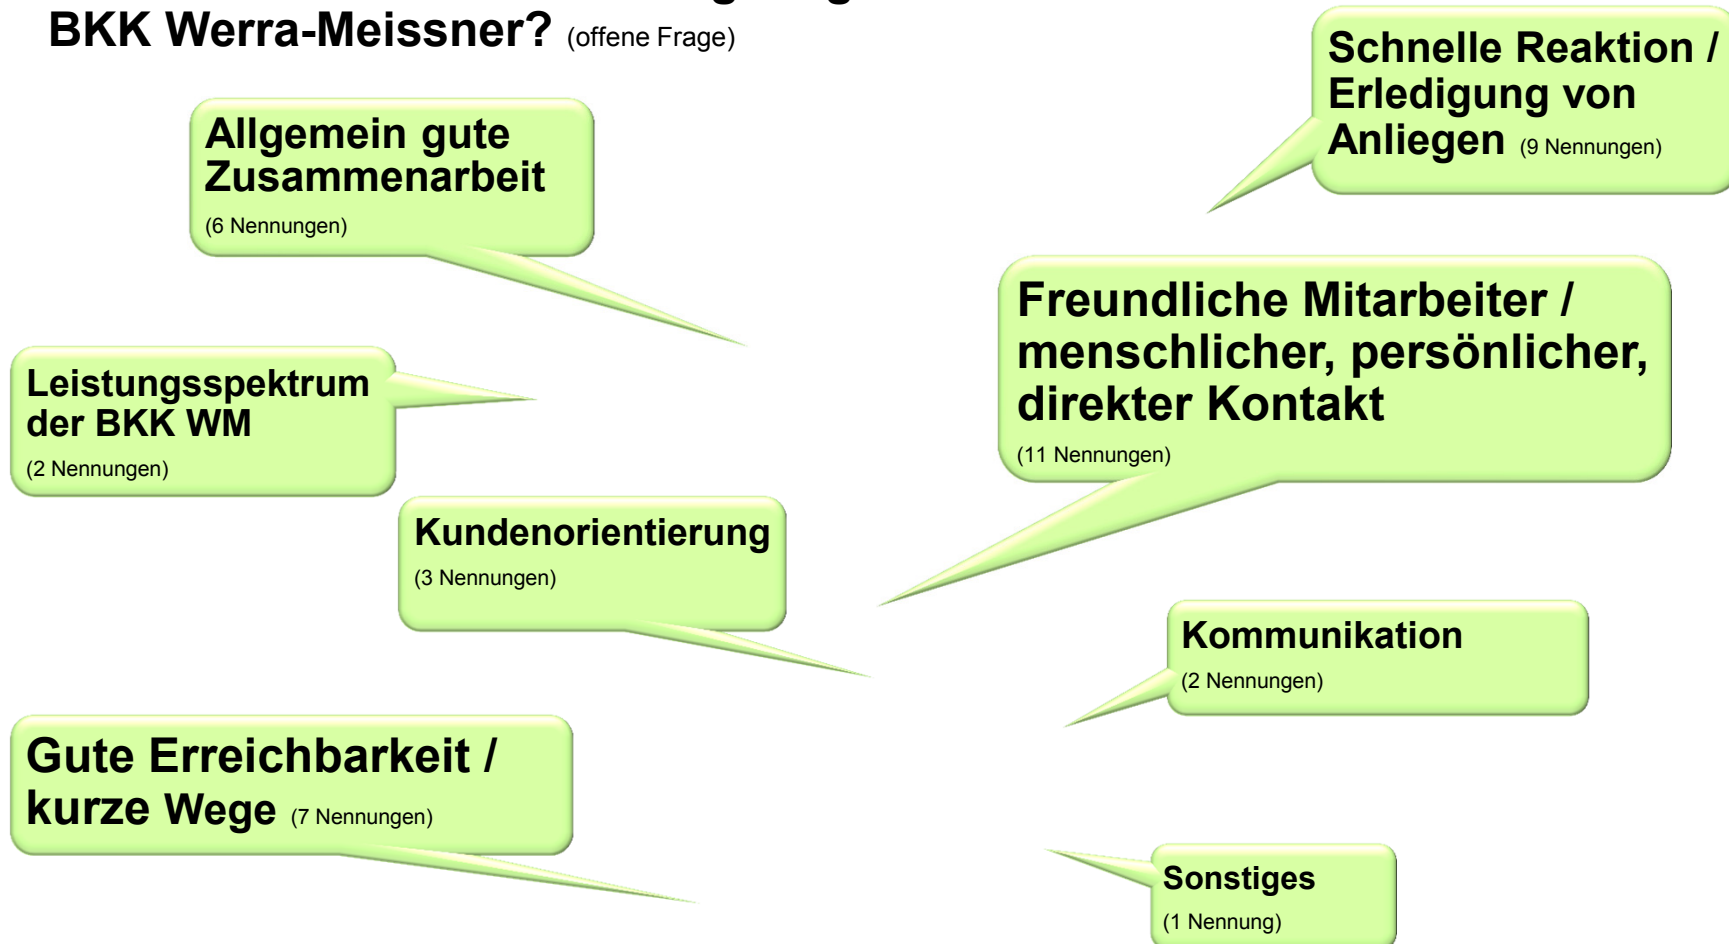 BKK Werra-Meissner? (offene Frage)
Schnelle Reaktion /
Erledigung von
Anliegen (9 Nennungen)
Allgemein gute
Zusammenarbeit
(6 Nennungen)
Freundliche Mitarbeiter /
menschlicher, persönlicher,
direkter Kontakt
(11 Nennungen)
Leistungsspektrum
der BKK WM
(2 Nennungen)
Kundenorientierung
(3 Nennungen)
Kommunikation
(2 Nennungen)
Gute Erreichbarkeit /
kurze Wege (7 Nennungen)
Sonstiges
(1 Nennung)